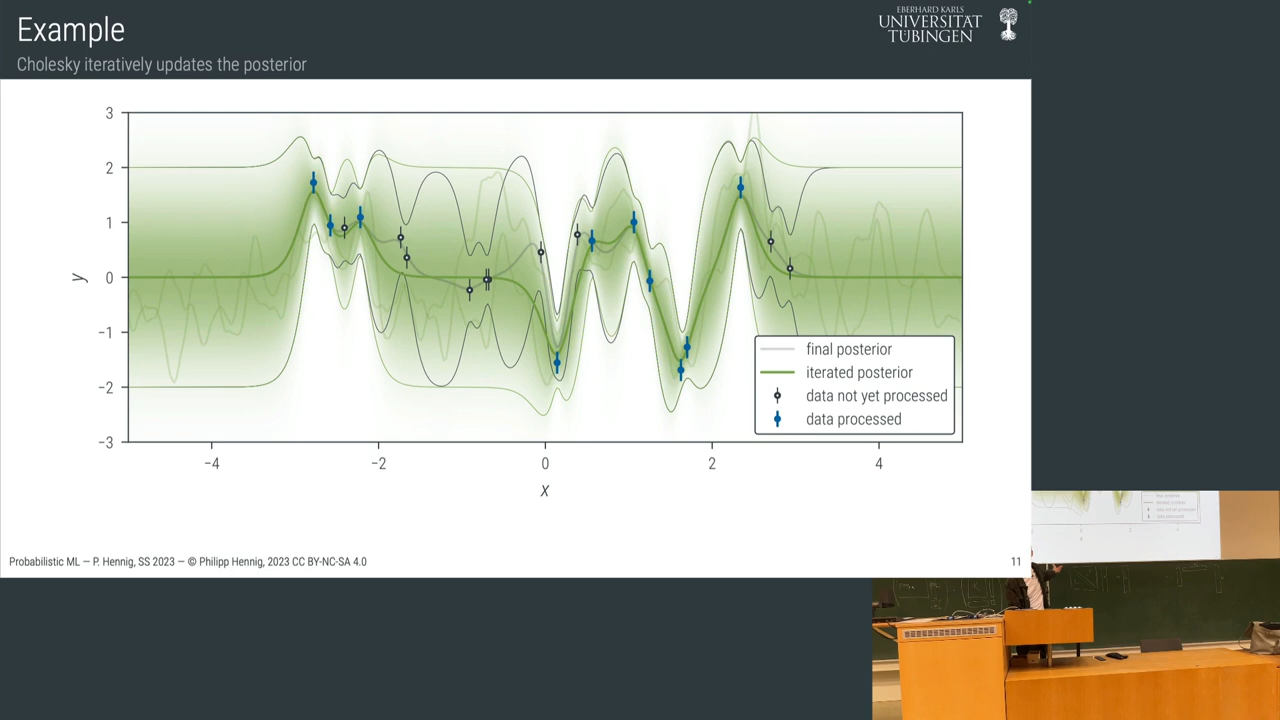 Example
Cholesky iteratively updates the posterior
EBERHARD KARLS
UNIVERSITÄT
TÜBINGEN
3
2
1
0
−1
−2
−3
y
−4
−2
0
2
4
x
final posterior
iterated posterior
data not yet processed
data processed
Probabilistic ML — P. Hennig, SS 2023 — © Philipp Hennig, 2023 CC BY-NC-SA 4.0
11